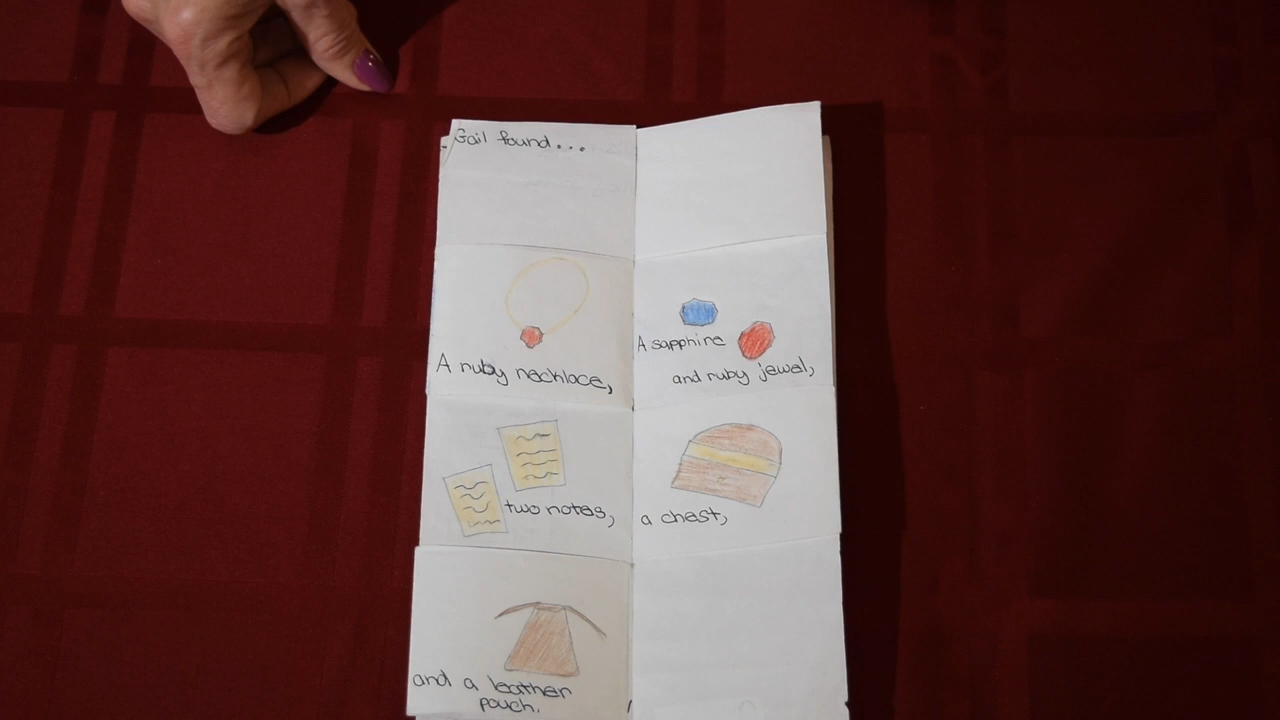 Gail found...
A ruby necklace,
A sapphire
and ruby jewel,
two notes,
a chest,
and a leather
pouch.